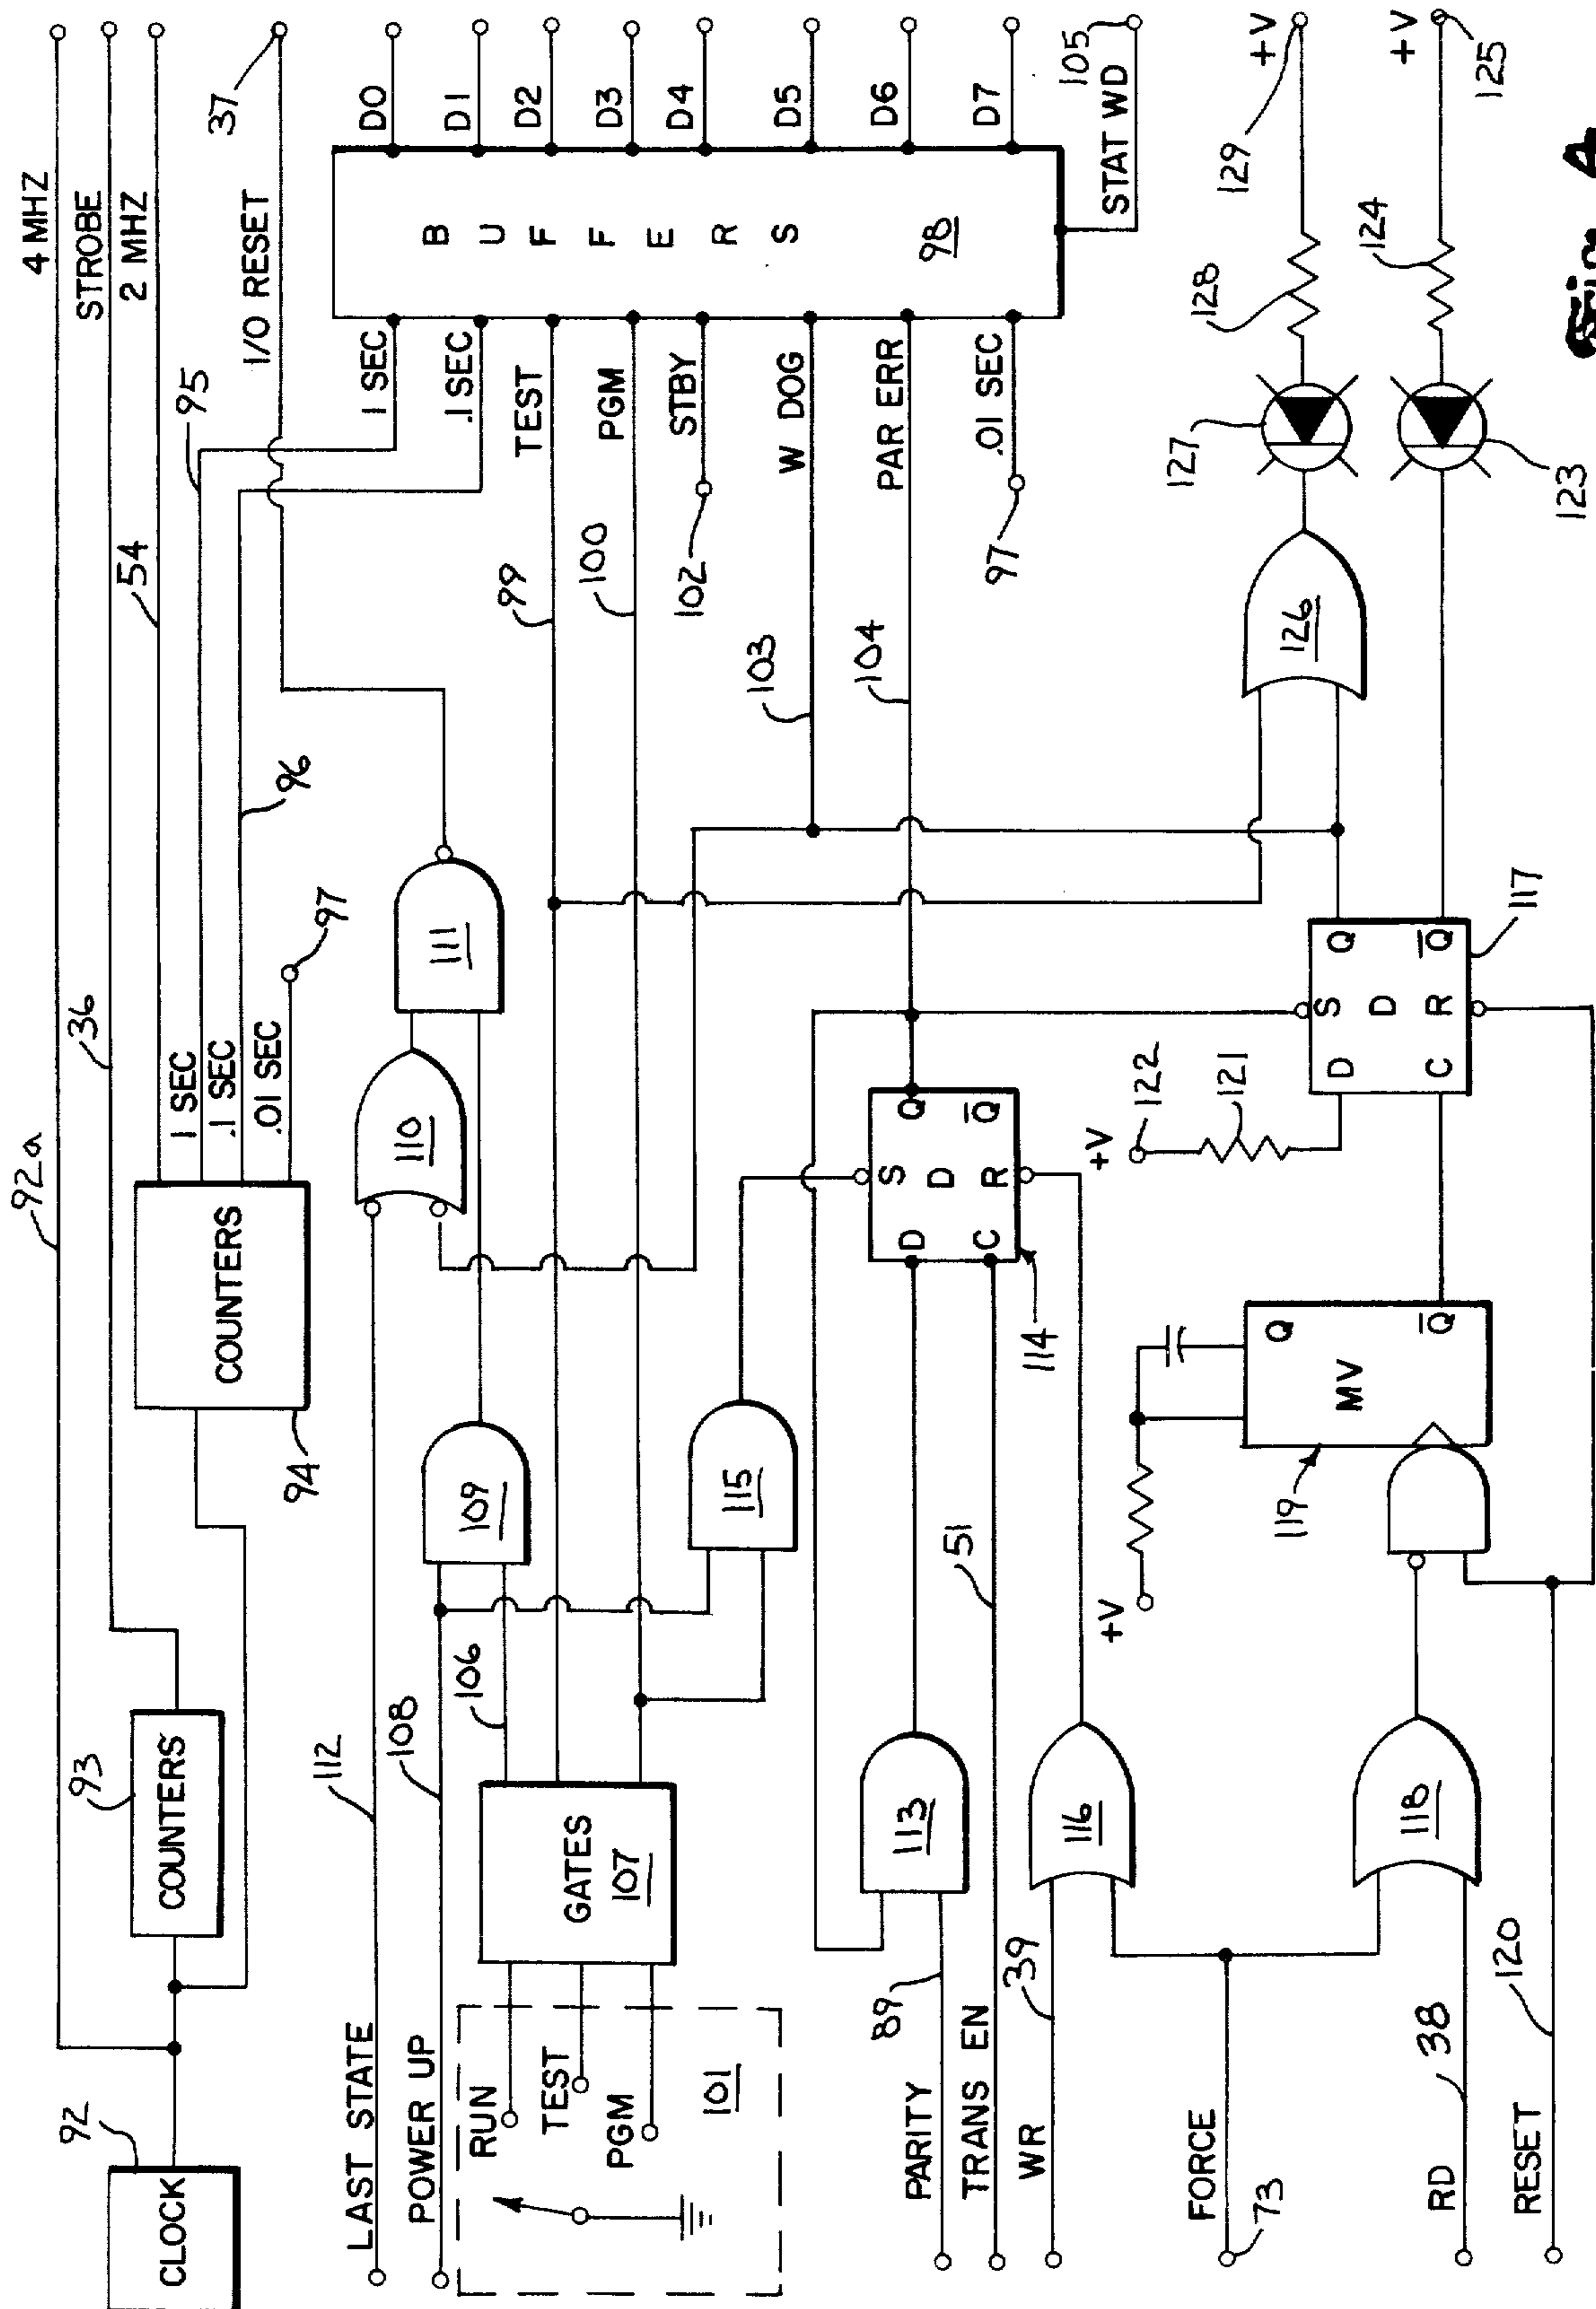 4 MHZ
STROBE
2 MHZ
92a
36
54
95
37
I/O RESET
92
CLOCK
93
COUNTERS
94
COUNTERS
1 SEC
.1 SEC
.01 SEC
97
96
1 SEC
.1 SEC
TEST
PGM
STBY
W DOG
PAR ERR
.01 SEC
BUFFERS
98
D0
D1
D2
D3
D4
D5
D6
D7
STAT WD
105
99
100
102
103
104
97
LAST STATE
112
POWER UP
108
106
RUN
TEST
PGM
101
GATES
107
109
110
111
115
113
116
118
PARITY
89
TRANS EN
51
WR
39
FORCE
73
RD
38
RESET
120
S
D
D
Q
C
R
Q̅
114
+V
119
MV
Q
Q̅
+V
122
121
S
D
D
Q
C
R
Q̅
117
126
127
128
129
+V
123
124
125
+V
Fig. 4